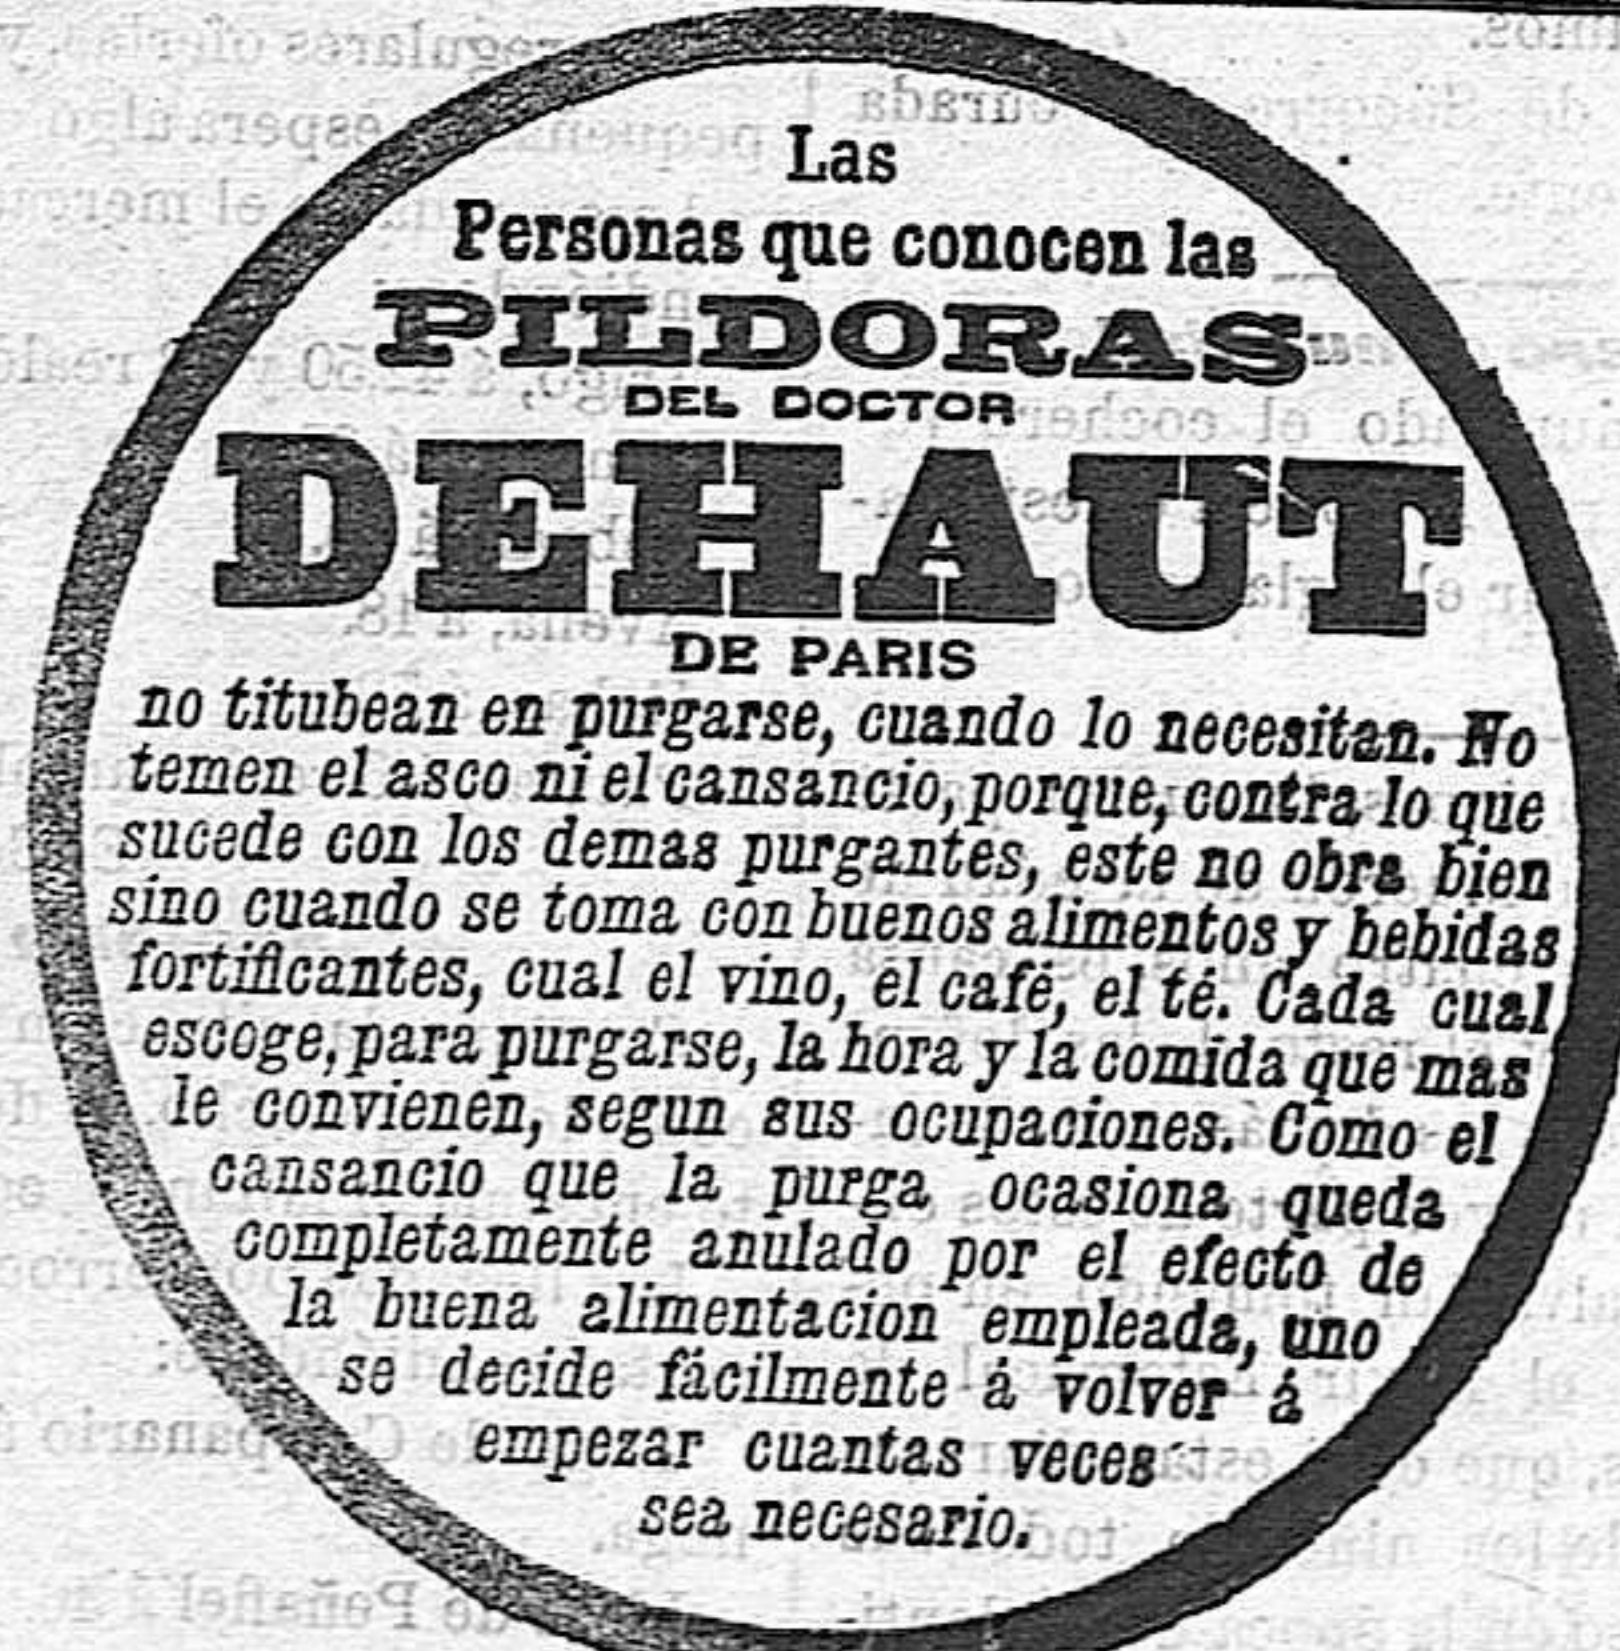 Las
Personas que conocen las
PILDORAS
DEL DOCTOR
DEHAUT
DE PARIS
no titubean en purgarse, cuando lo necesitan. No
temen el asco ni el cansancio, porque, contra lo que
sucede con los demas purgantes, este no obra bien
sino cuando se toma con buenos alimentos y bebidas
fortificantes, cual el vino, el café, el té. Cada cual
escoge, para purgarse, la hora y la comida que mas
le convienen, segun sus ocupaciones. Como el
cansancio que la purga ocasiona queda
completamente anulado por el efecto de
la buena alimentacion empleada, uno
se decide fácilmente á volver á
empezar cuantas veces
sea necesario.